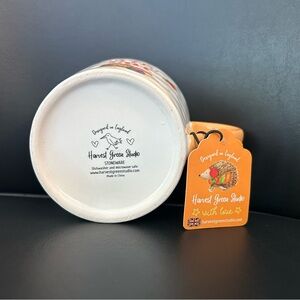 Designed in England
Harvest Green Studio
STONEWARE
Dishwasher and Microwave safe
www.harvestgreenstudio.com
Made in China
Designed in England
Harvest Green Studio
with love
www.harvestgreenstudio.com